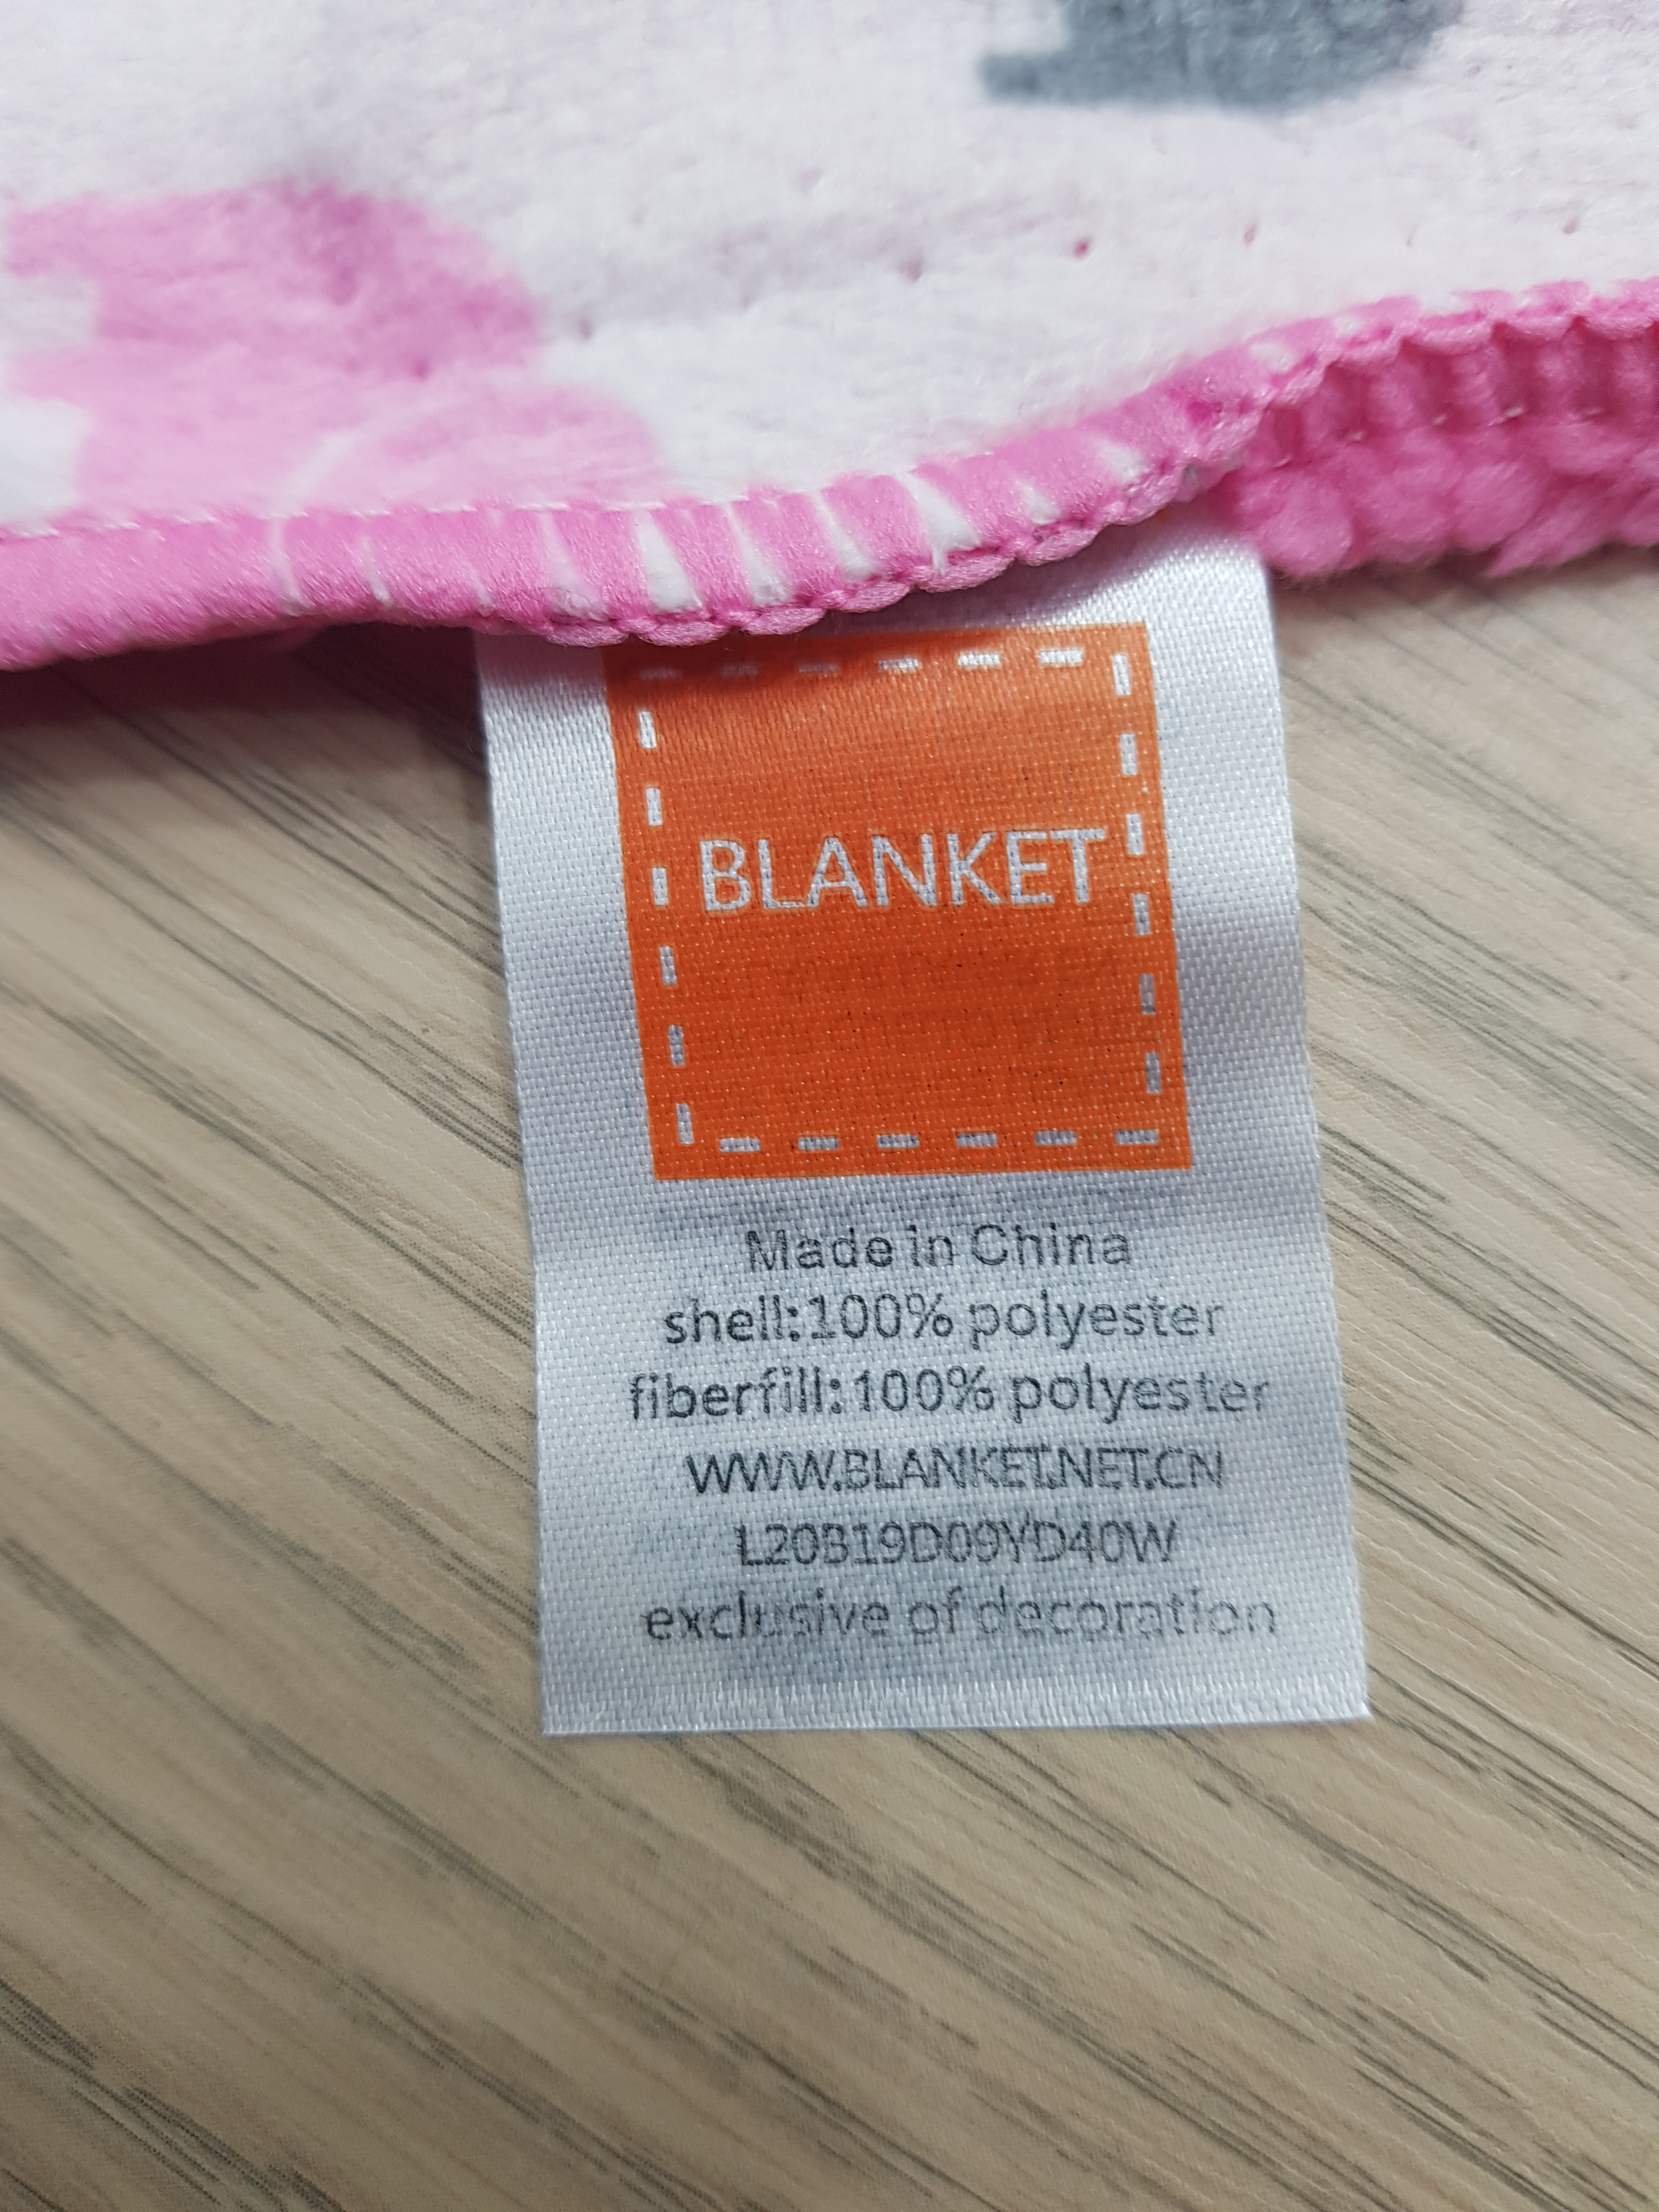 BLANKET
Made in China
shell:100% polyester
fiberfill:100% polyester
WWW.BLANKET.NET.CN
L20B19D09YD40W
exclusive of decoration